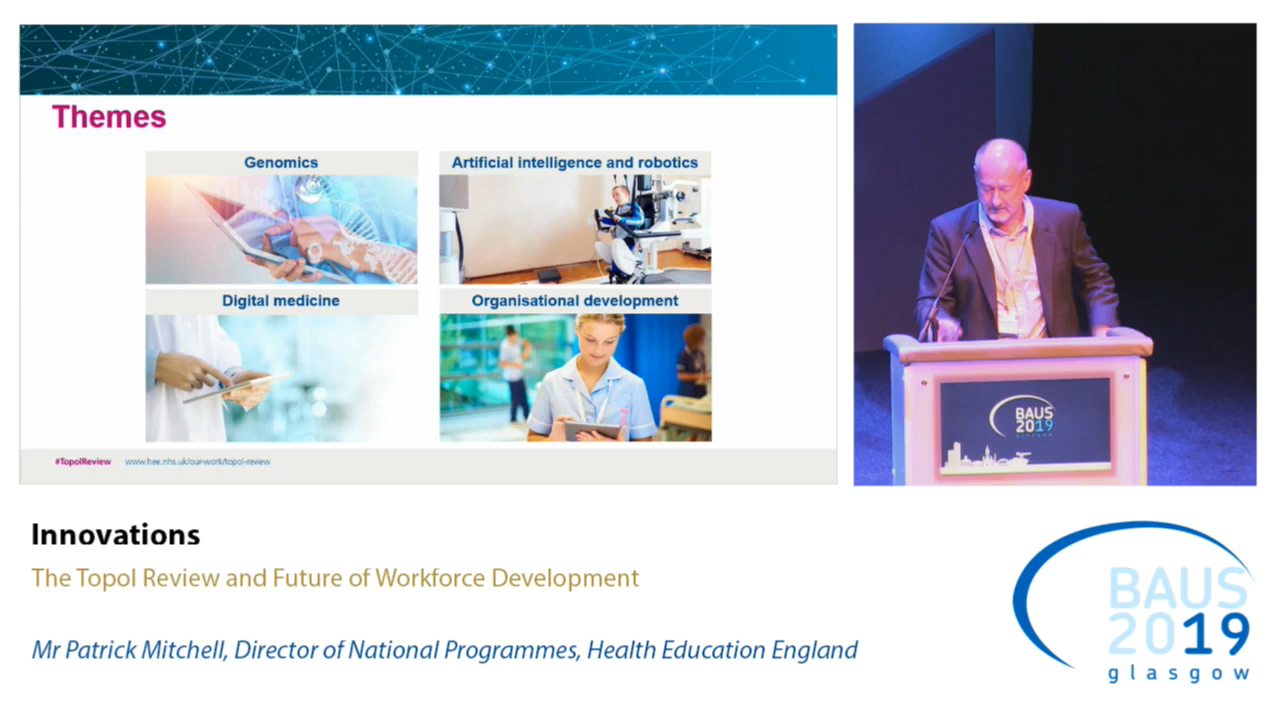 Themes
Genomics
Artificial intelligence and robotics
Digital medicine
Organisational development
#TopolReview www.hee.nhs.uk/our-work/topol-review
BAUS
2019
Innovations
The Topol Review and Future of Workforce Development
Mr Patrick Mitchell, Director of National Programmes, Health Education England
BAUS
2019
glasgow